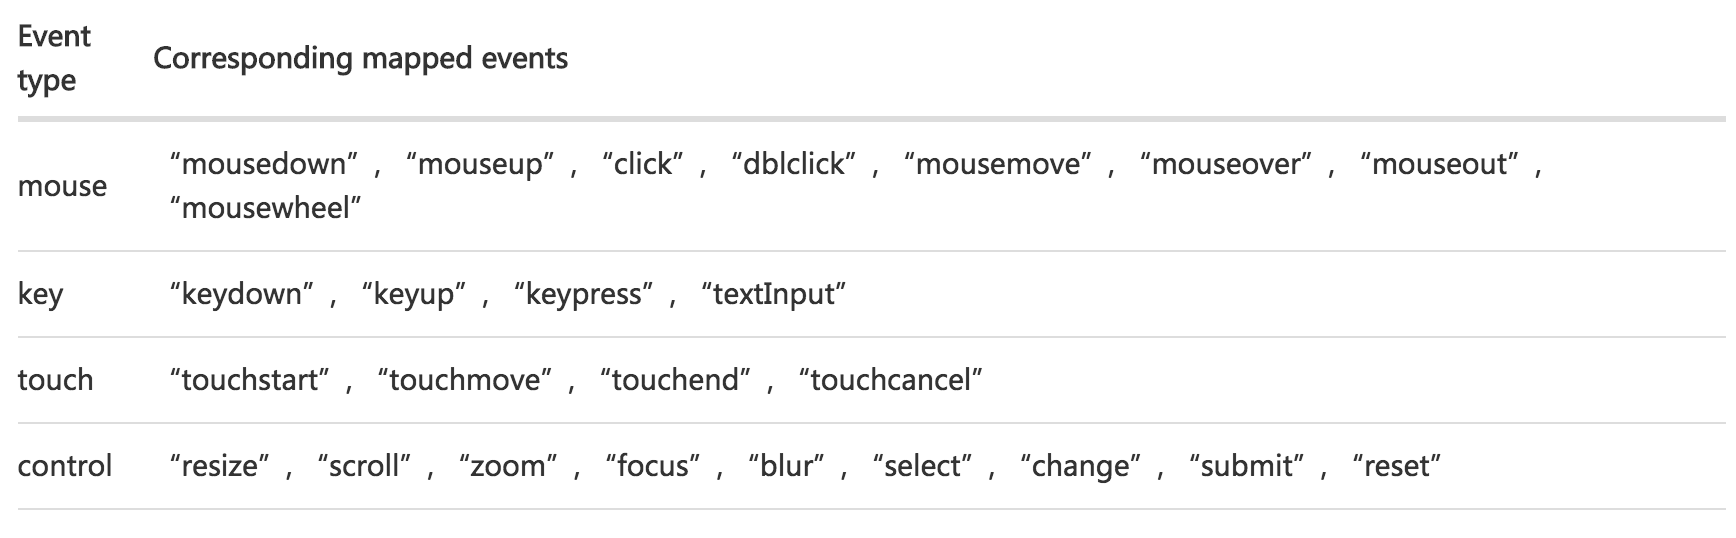 Event type
Corresponding mapped events
mouse
“mousedown” , “mouseup” , “click” , “dblclick” , “mousemove” , “mouseover” , “mouseout” ,
“mousewheel”
key
“keydown” , “keyup” , “keypress” , “textInput”
touch
“touchstart” , “touchmove” , “touchend” , “touchcancel”
control
“resize” , “scroll” , “zoom” , “focus” , “blur” , “select” , “change” , “submit” , “reset”